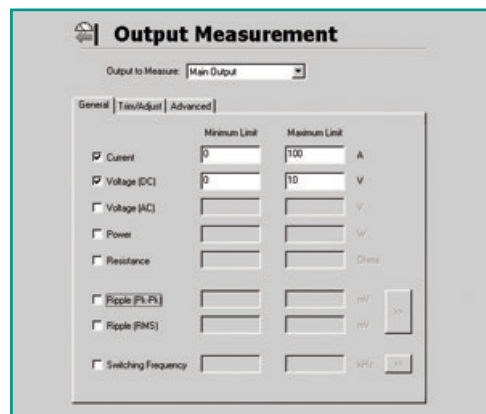 Output Measurement
Output to Measure: Main Output
General Trim/Adjust Advanced
Minimum Limit Maximum Limit
Current 0 100 A
Voltage (DC) 0 10 V
Voltage (AC) V
Power W
Resistance Ohms
Ripple (Pk-Pk) mV >>
Ripple (RMS) mV
Switching Frequency kHz >>